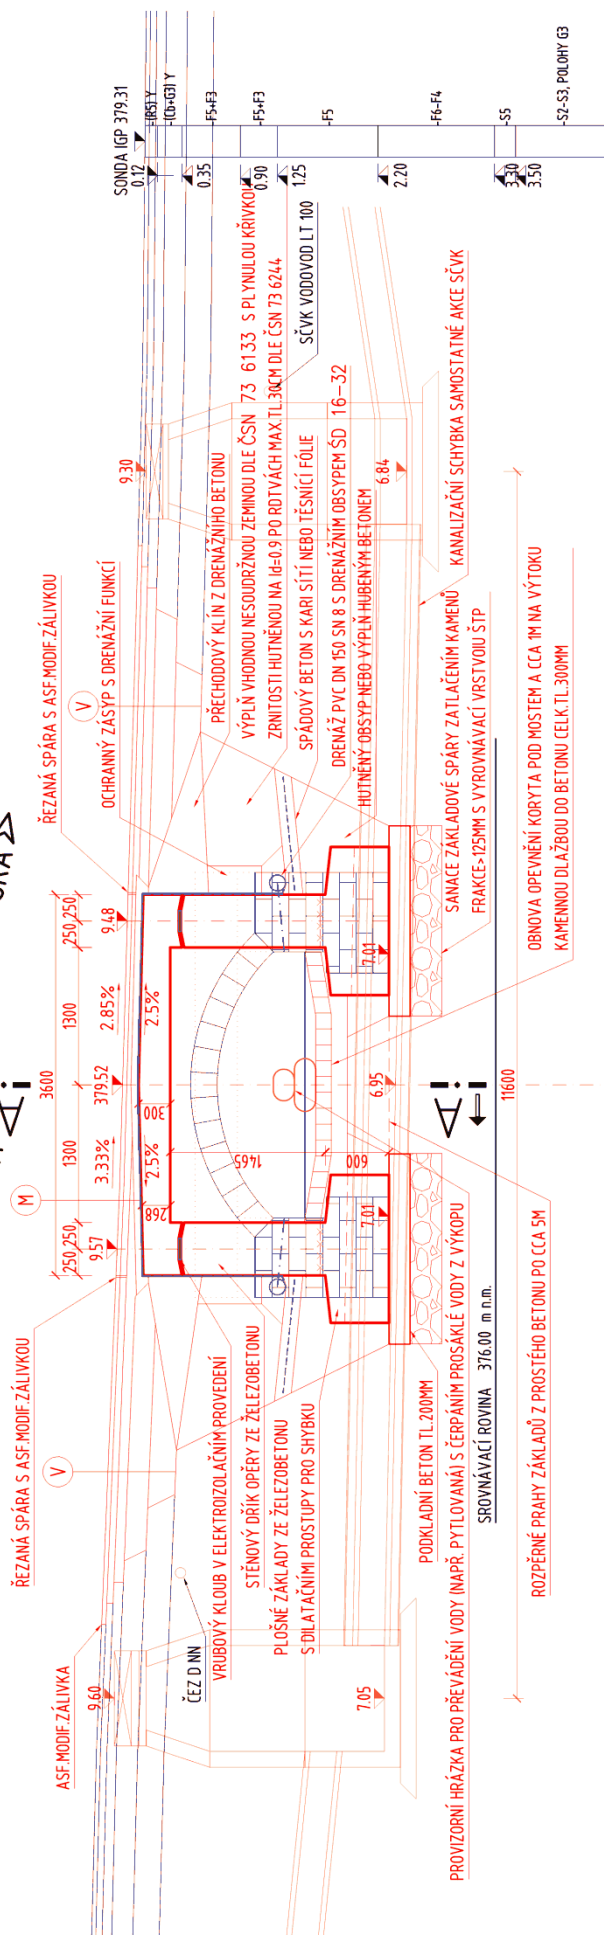 ŘEZANÁ SPÁRA S ASF.MODIF.ZÁLIVKOU
ASF.MODIF.ZÁLIVKA
9.60
V
ČEZ D NN
VRUBOVÝ KLOUB V ELEKTROIZOLAČNÍM PROVEDENÍ
STĚNOVÝ DŘÍK OPĚRY ZE ŽELEZOBETONU
PLOŠNÉ ZÁKLADY ZE ŽELEZOBETONU
S DILATAČNÍMI PROSTUPY PRO SHYBKU
7.05
PODKLADNÍ BETON TL.200MM
PROVIZORNÍ HRÁZKA PRO PŘEVÁDĚNÍ VODY (NAPŘ. PYTLOVANÁ) S ČERPÁNÍM PROSÁKLÉ VODY Z VÝKOPU
SROVNÁVACÍ ROVINA 376.00 m n.m.
ROZPĚRNÉ PRAHY ZÁKLADŮ Z PROSTÉHO BETONU PO CCA 5M
11600
M
3600
250 250
1300
1300
250 250
9.57
3.33%
379.52
2.85%
9.48
2.5%
2.5%
268
300
1465
600
7.01
6.95
7.01
A
A
ŘEZANÁ SPÁRA S ASF.MODIF.ZÁLIVKOU
V
OCHRANNÝ ZÁSYP S DRENÁŽNÍ FUNKCÍ
9.30
PŘECHODOVÝ KLÍN Z DRENÁŽNÍHO BETONU
VÝPLŇ VHODNOU NESOUDRŽNOU ZEMINOU DLE ČSN 73 6133 S PLYNULOU KŘIVKOU
ZRNITOSTI HUTNĚNOU NA Id=0,9 PO RDTVÁCH MAX.TL.30CM DLE ČSN 73 6244
SPÁDOVÝ BETON S KARI SÍTÍ NEBO TĚSNÍCÍ FÓLIE
DRENÁŽ PVC DN 150 SN 8 S DRENÁŽNÍM OBSYPEM ŠD 16-32
HUTNĚNÝ OBSYP NEBO VÝPLŇ HUBENÝM BETONEM
SČVK VODOVOD LT 100
6.84
KANALIZAČNÍ SCHYBKA SAMOSTATNÉ AKCE SČVK
SANACE ZÁKLADOVÉ SPÁRY ZATLAČENÍM KAMENŮ
FRAKCE>125MM S VYROVNÁVACÍ VRSTVOU ŠTP
OBNOVA OPEVNĚNÍ KORYTA POD MOSTEM A CCA 1M NA VÝTOKU
KAMENNOU DLAŽBOU DO BETONU CELK.TL.300MM
SONDA IGP 379.31
0.12
(R5) Y
(Cb+G3) Y
0.35
F5+F3
0.90
F5+F3
1.25
F5
2.20
F6-F4
3.30
S5
3.50
S2-S3, POLOHY G3